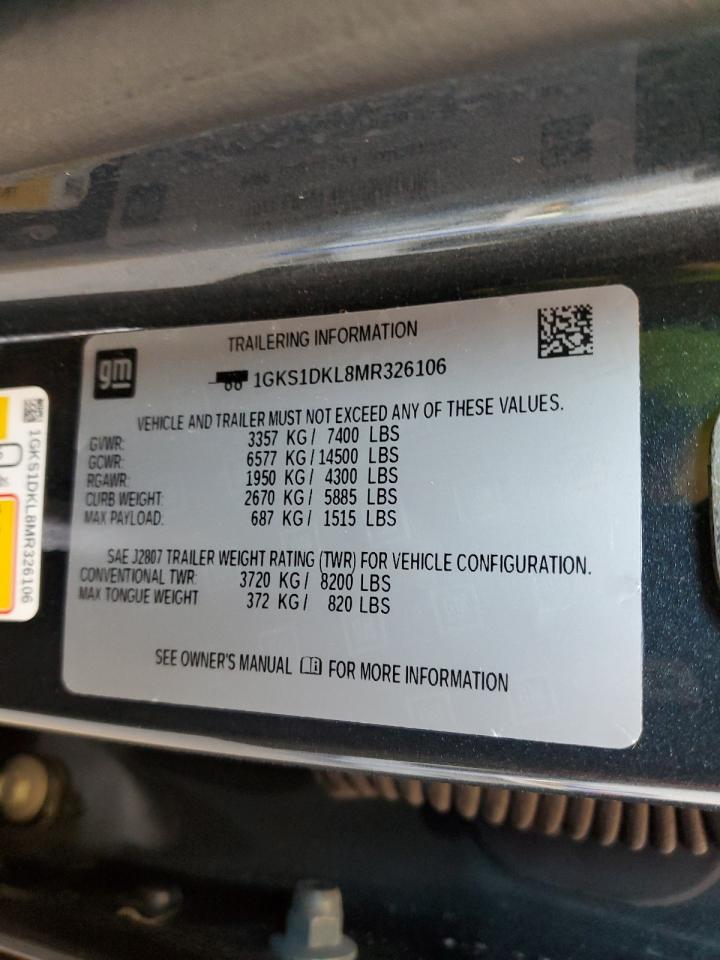 TRAILERING INFORMATION
gm
1GKS1DKL8MR326106
VEHICLE AND TRAILER MUST NOT EXCEED ANY OF THESE VALUES.
GVWR: 3357 KG/ 7400 LBS
GCWR: 6577 KG/14500 LBS
RGAWR: 1950 KG/ 4300 LBS
CURB WEIGHT: 2670 KG/ 5885 LBS
MAX PAYLOAD: 687 KG/ 1515 LBS
SAE J2807 TRAILER WEIGHT RATING (TWR) FOR VEHICLE CONFIGURATION.
CONVENTIONAL TWR: 3720 KG/ 8200 LBS
MAX TONGUE WEIGHT 372 KG/ 820 LBS
SEE OWNER'S MANUAL FOR MORE INFORMATION
1GKS1DKL8MR326106